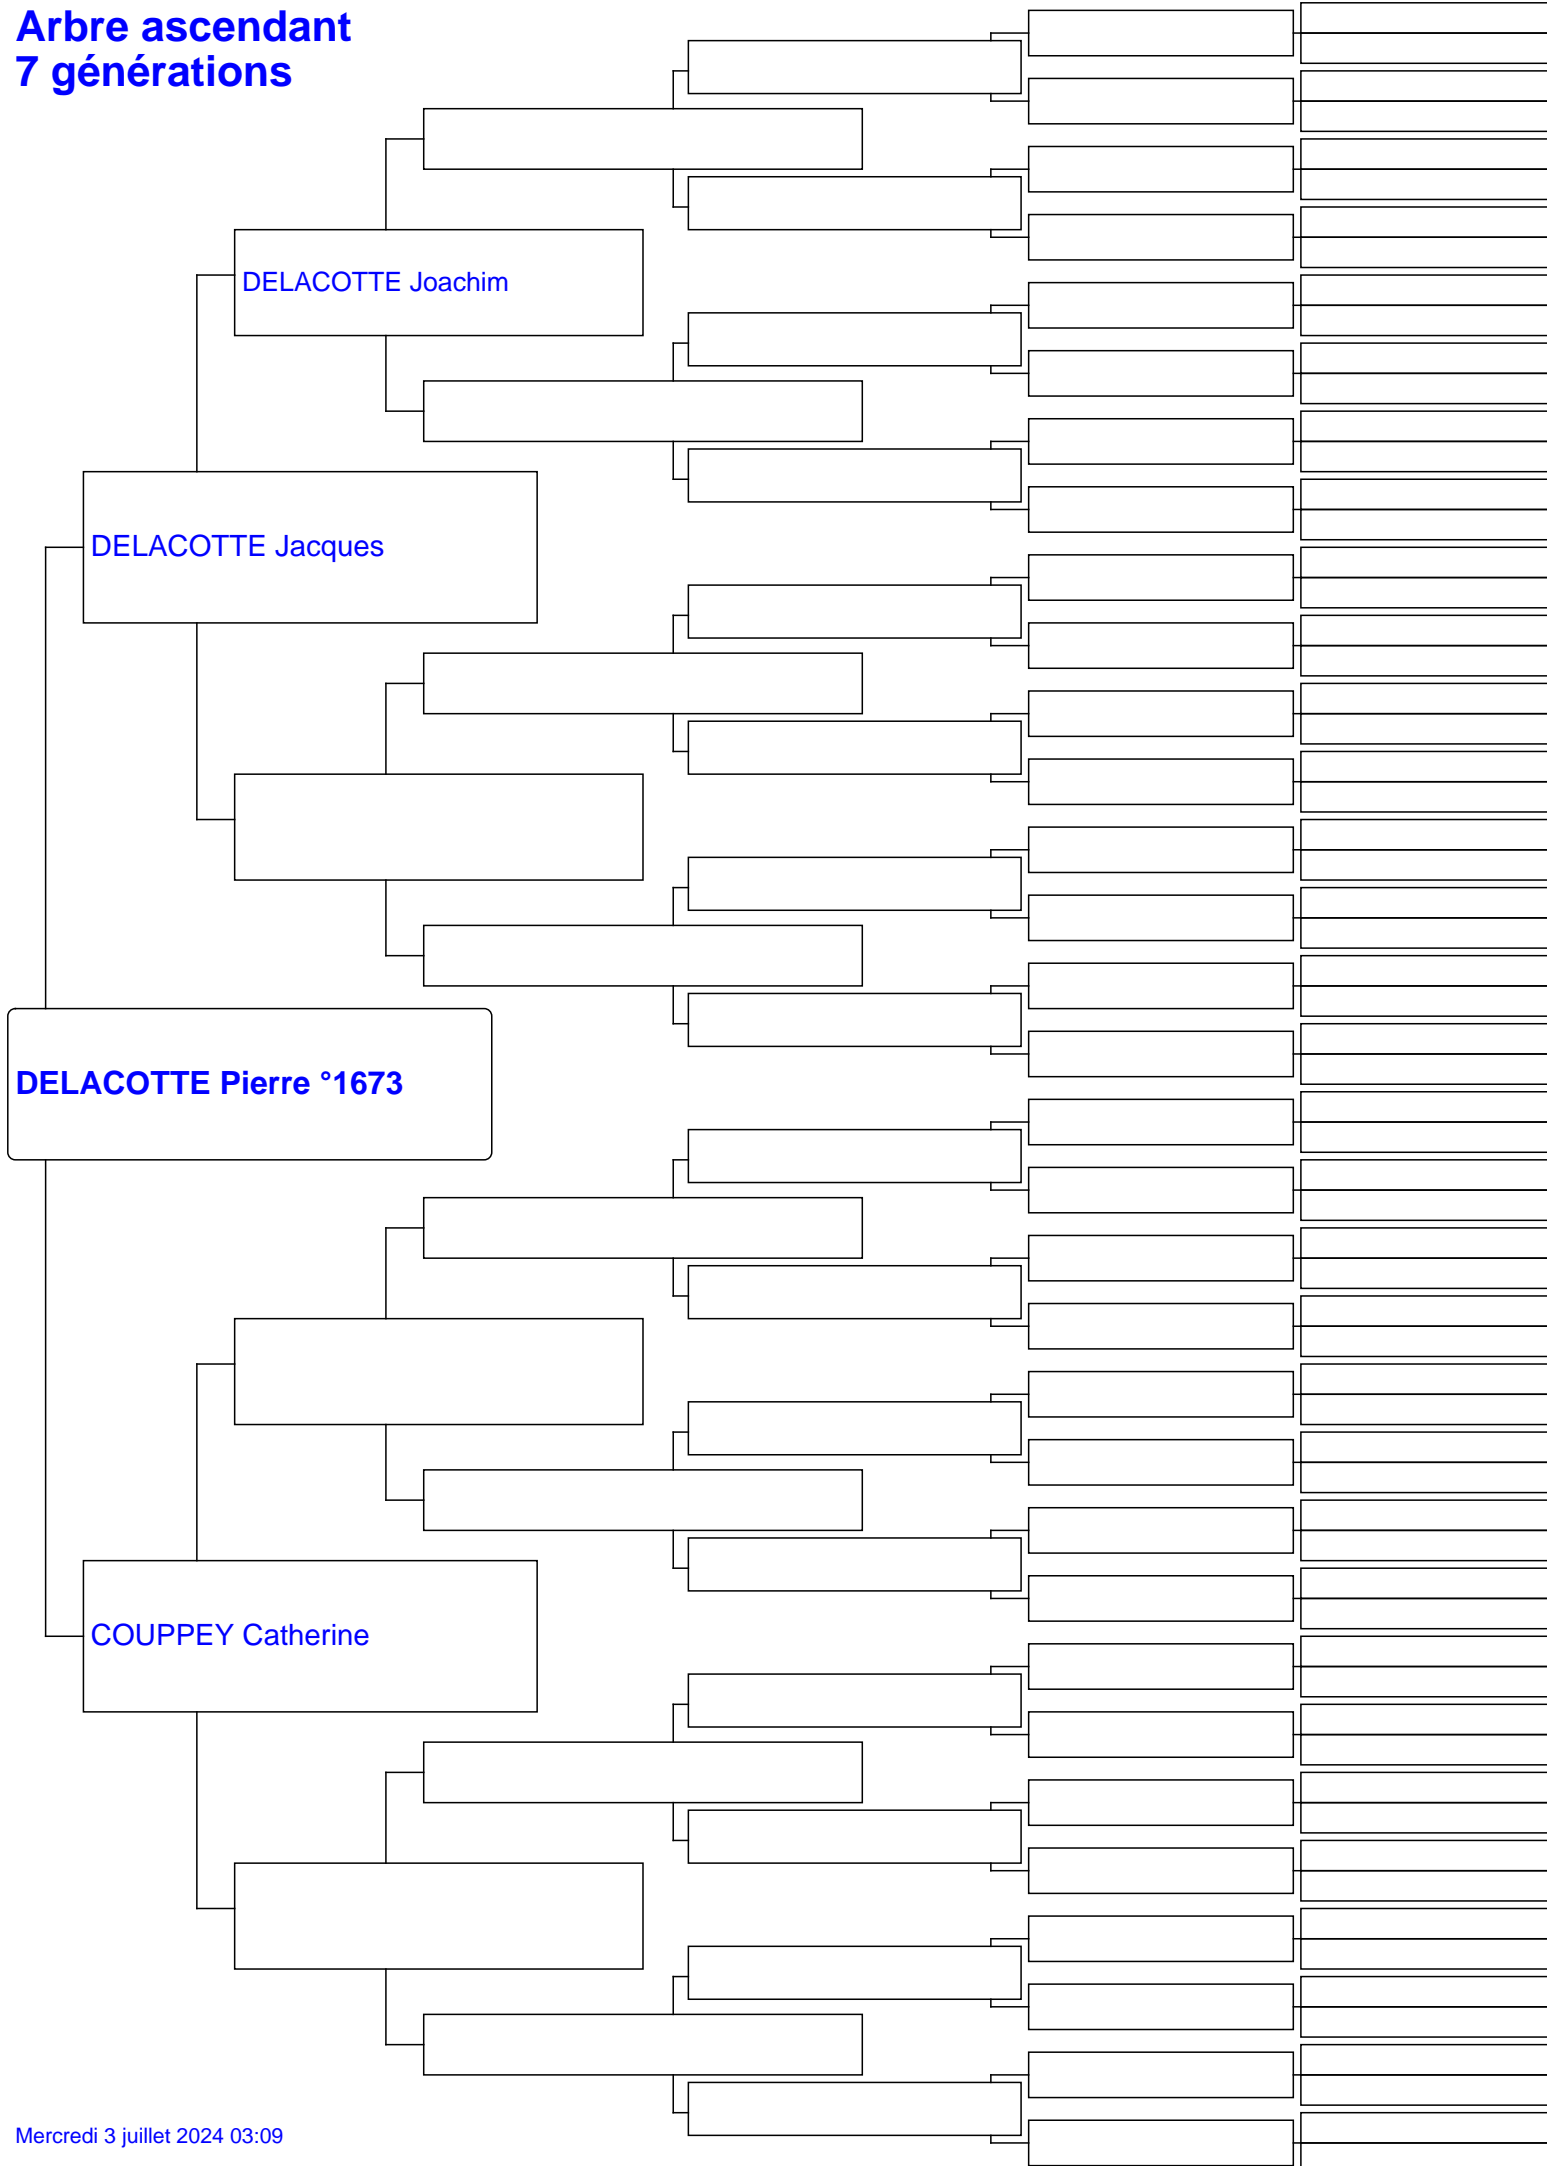 Arbre ascendant
7 générations
DELACOTTE Joachim
DELACOTTE Jacques
DELACOTTE Pierre °1673
COUPPEY Catherine
Mercredi 3 juillet 2024 03:09